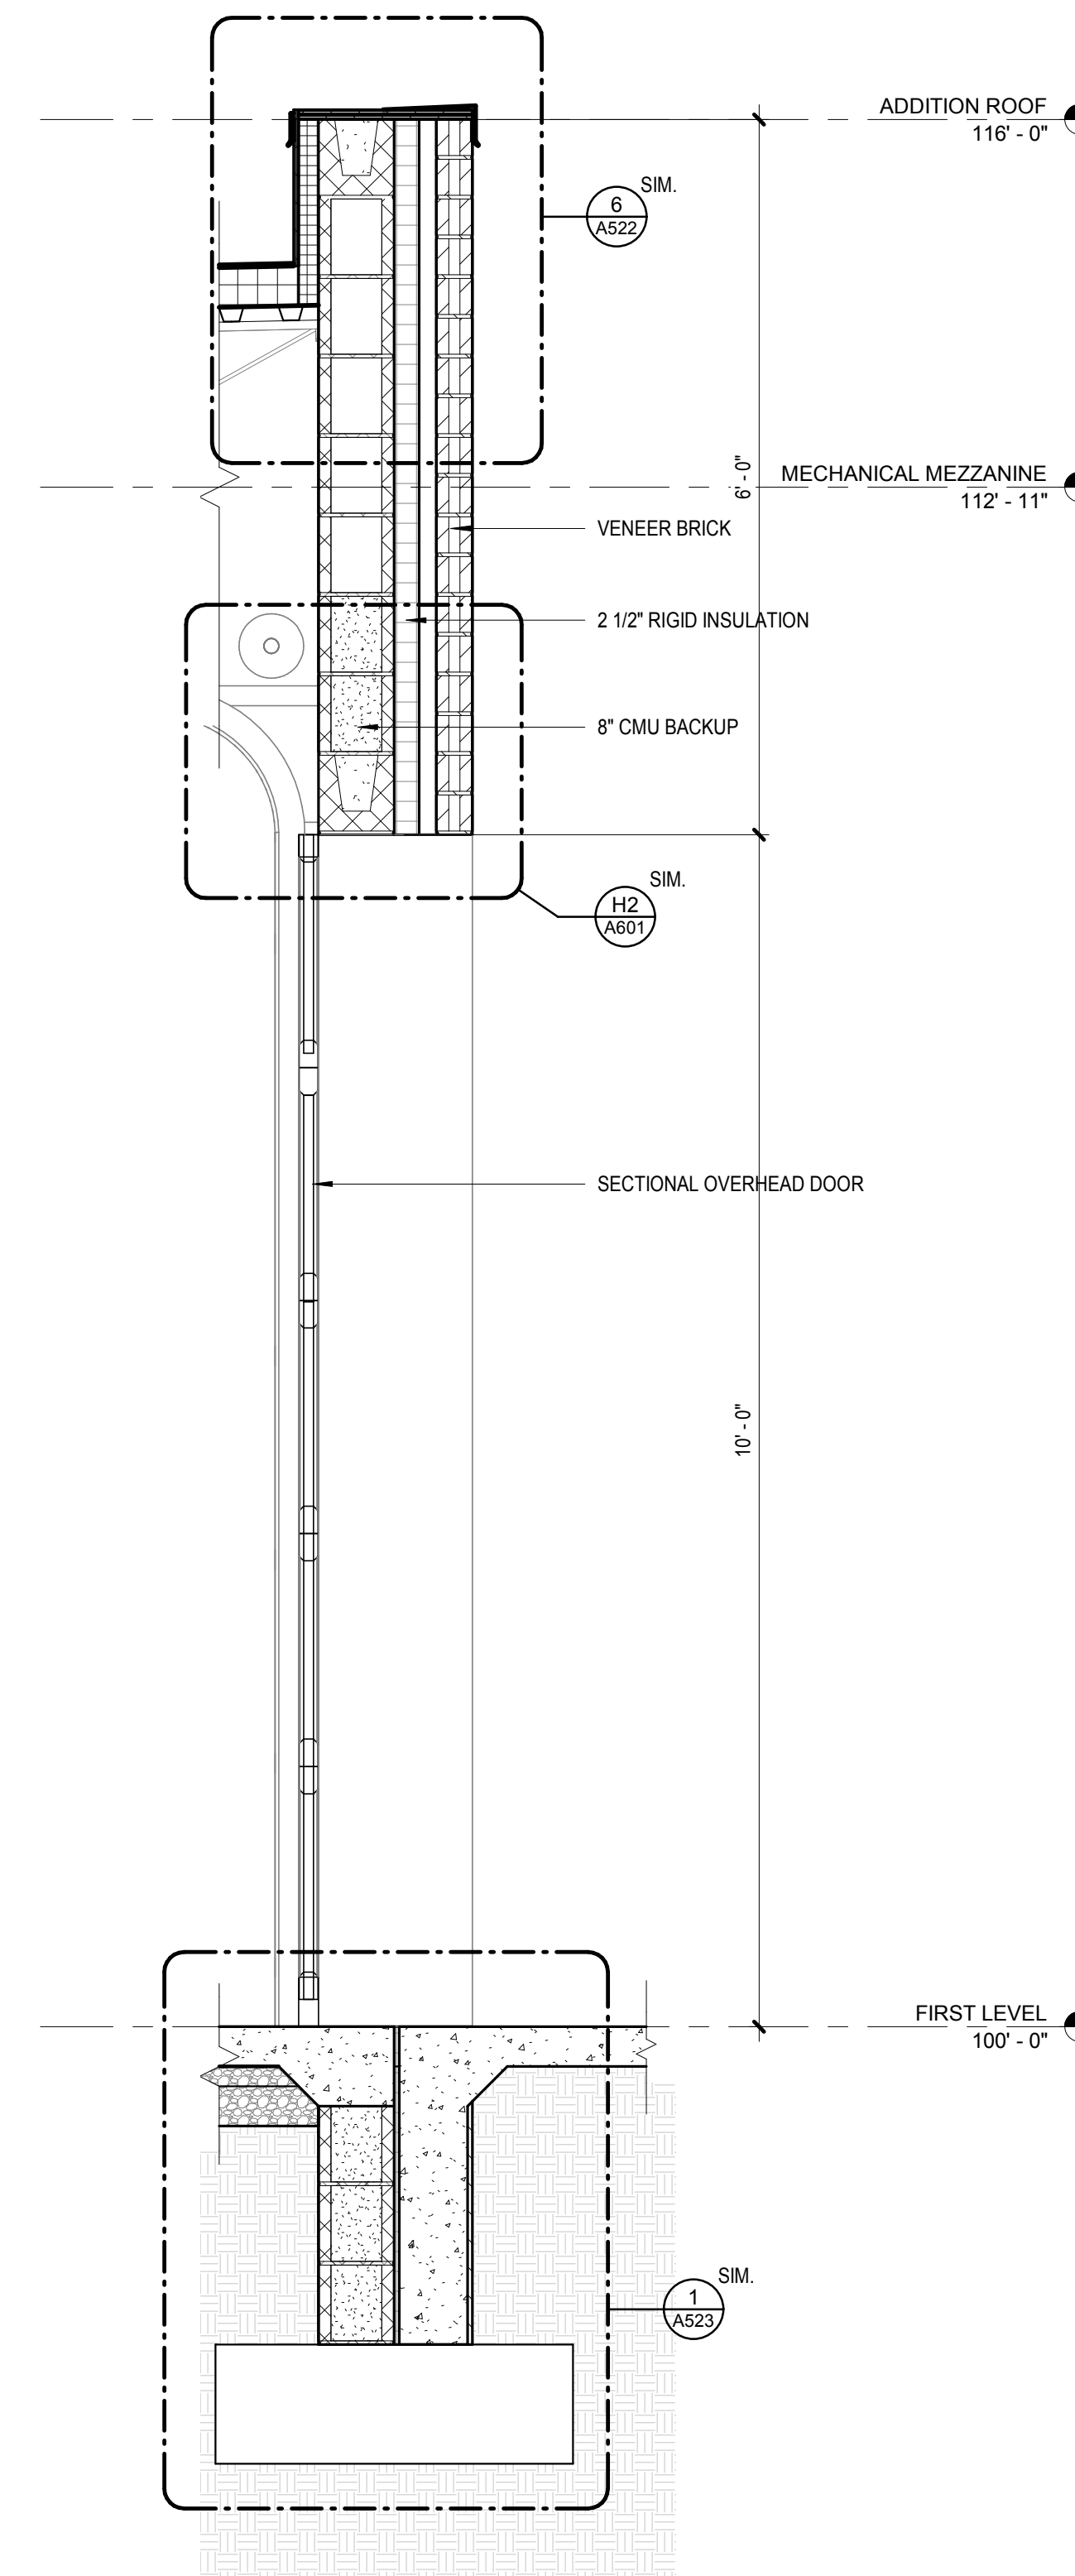 ADDITION ROOF
116' - 0"
SIM.
6
A522
MECHANICAL MEZZANINE
112' - 11"
6' - 0"
VENEER BRICK
2 1/2" RIGID INSULATION
8" CMU BACKUP
SIM.
H2
A601
SECTIONAL OVERHEAD DOOR
10' - 0"
FIRST LEVEL
100' - 0"
SIM.
1
A523